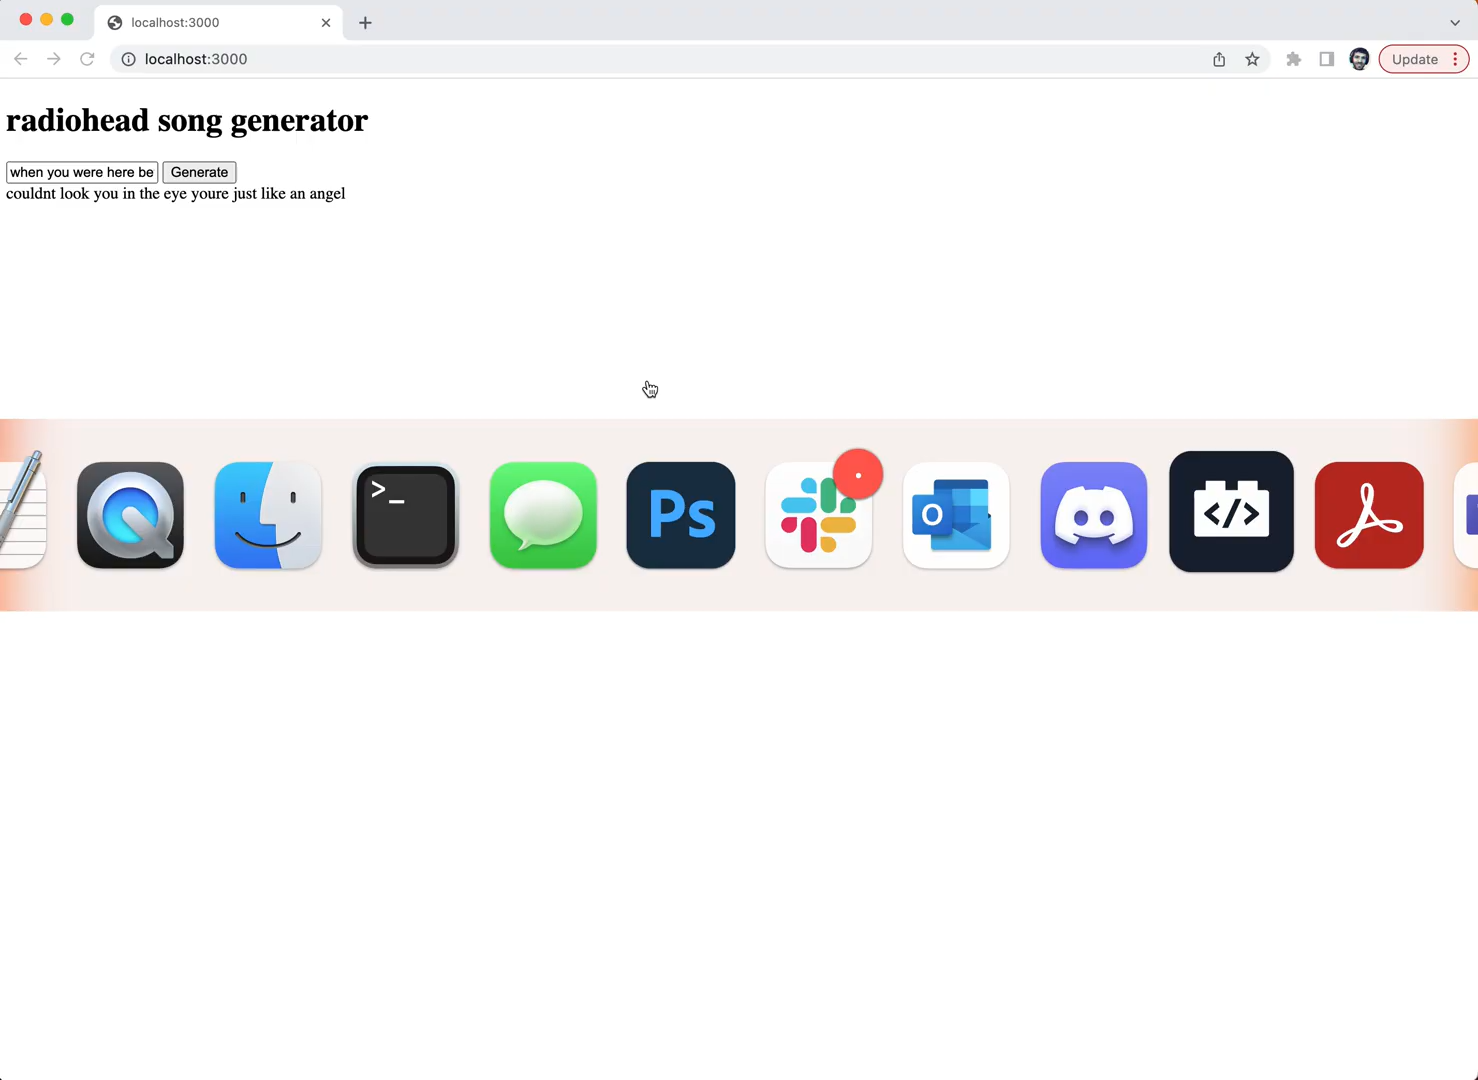 localhost:3000
localhost:3000
Update
radiohead song generator
when you were here be
Generate
couldnt look you in the eye youre just like an angel
>_
Ps
O
</>